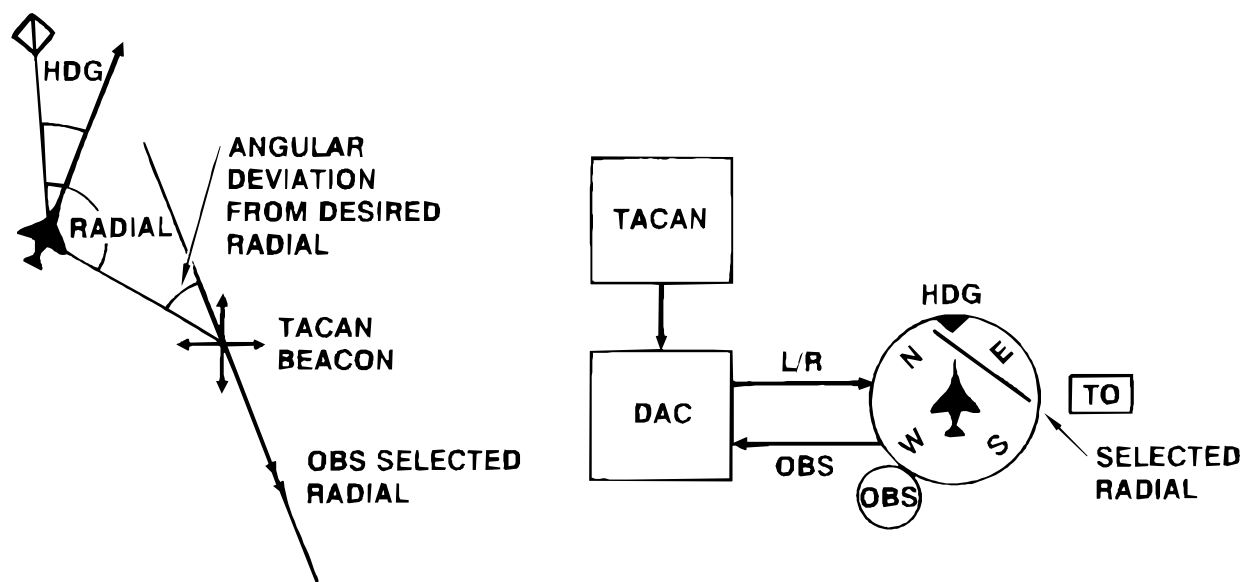 HDG
RADIAL
ANGULAR
DEVIATION
FROM DESIRED
RADIAL
TACAN
BEACON
OBS SELECTED
RADIAL
TACAN
DAC
L/R
OBS
HDG
N
E
W
S
OBS
TO
SELECTED
RADIAL